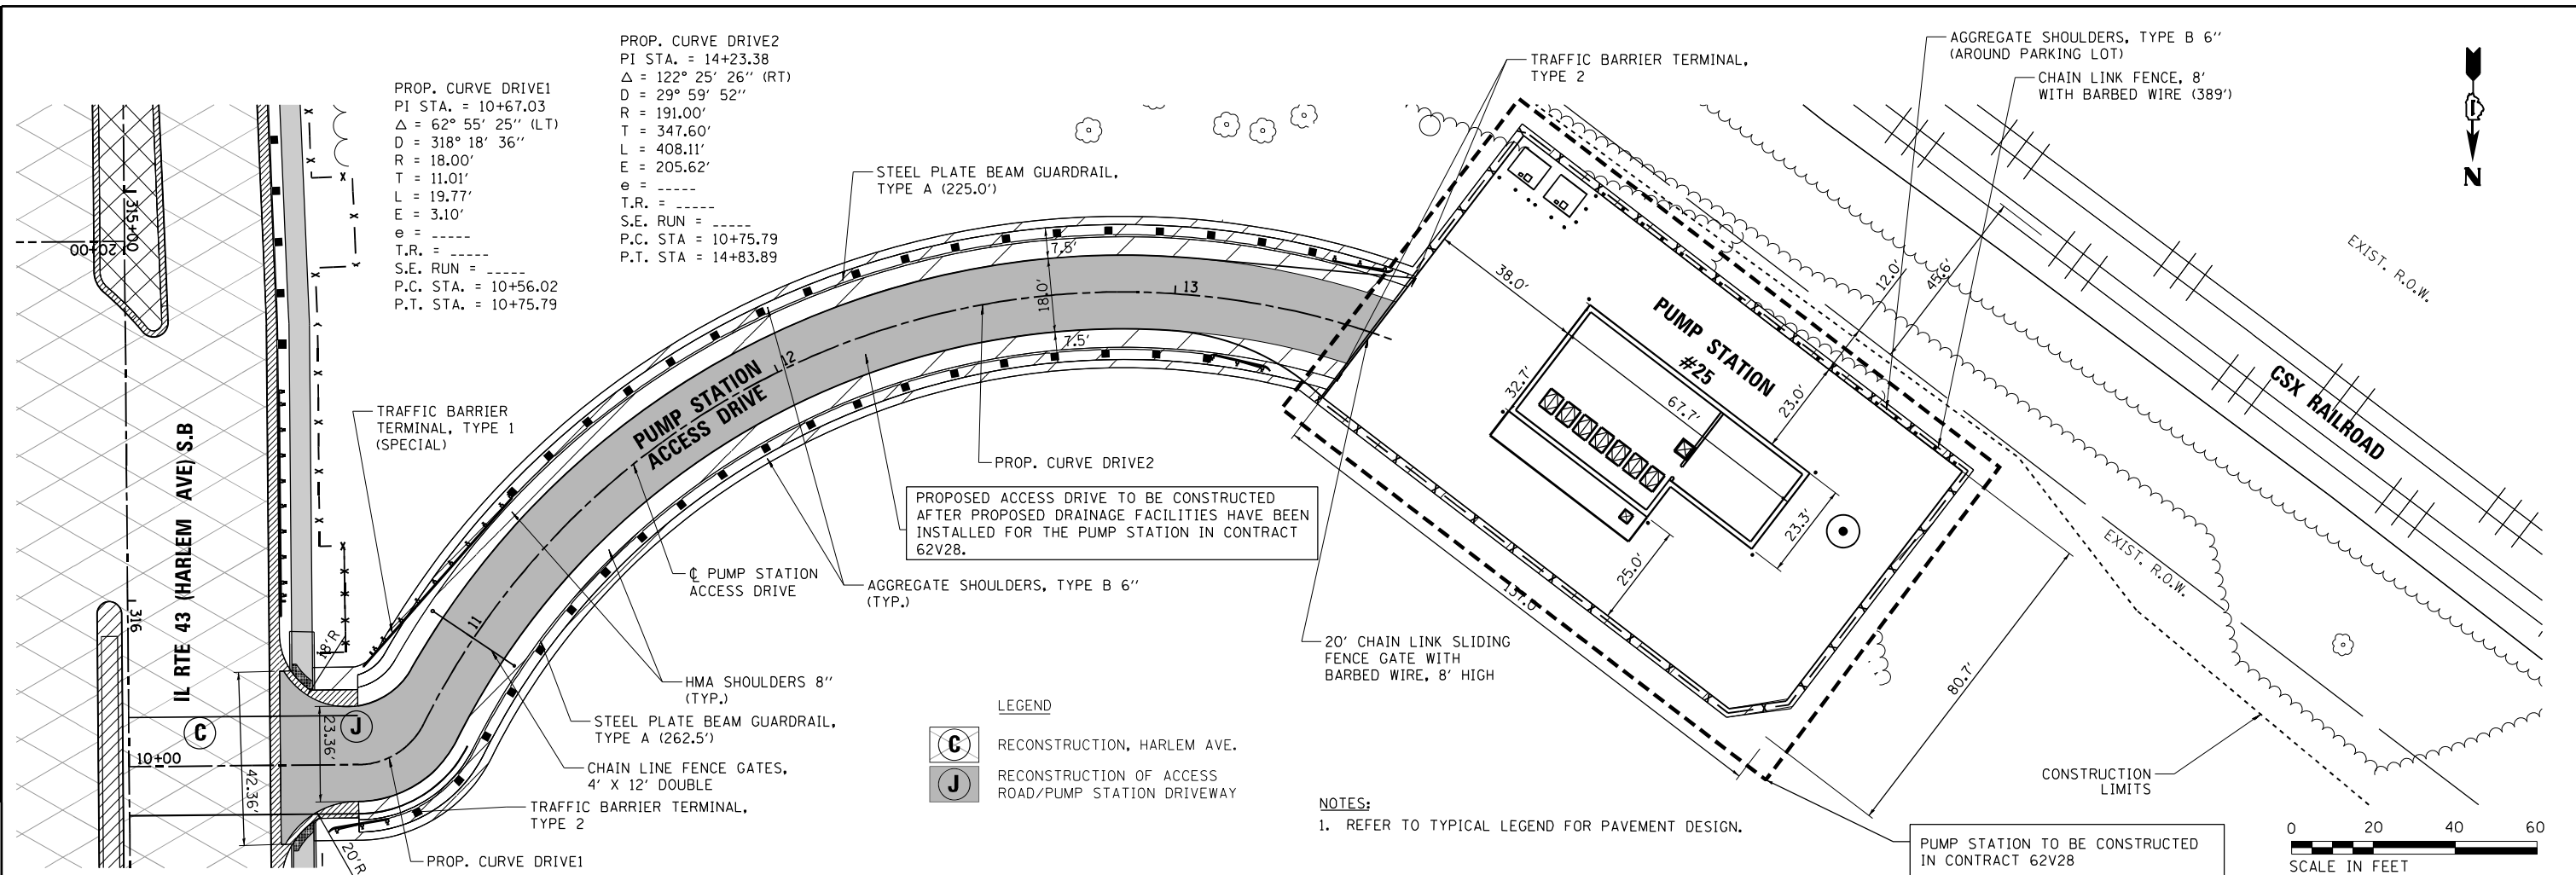 PROP. CURVE DRIVE1
PI STA. = 10+67.03
Δ = 62° 55' 25'' (LT)
D = 318° 18' 36''
R = 18.00'
T = 11.01'
L = 19.77'
E = 3.10'
e = -----
T.R. = -----
S.E. RUN = -----
P.C. STA. = 10+56.02
P.T. STA. = 10+75.79
PROP. CURVE DRIVE2
PI STA. = 14+23.38
Δ = 122° 25' 26'' (RT)
D = 29° 59' 52''
R = 191.00'
T = 347.60'
L = 408.11'
E = 205.62'
e = -----
T.R. = -----
S.E. RUN = -----
P.C. STA = 10+75.79
P.T. STA = 14+83.89
STEEL PLATE BEAM GUARDRAIL,
TYPE A (225.0')
TRAFFIC BARRIER TERMINAL,
TYPE 2
AGGREGATE SHOULDERS, TYPE B 6''
(AROUND PARKING LOT)
CHAIN LINK FENCE, 8'
WITH BARBED WIRE (389')
N
EXIST. R.O.W.
CSX RAILROAD
EXIST. R.O.W.
315+00
20+00
316
IL RTE 43 (HARLEM AVE) S.B
TRAFFIC BARRIER
TERMINAL, TYPE 1
(SPECIAL)
PUMP STATION
ACCESS DRIVE
11
12
13
7.5'
18.0'
7.5'
PROP. CURVE DRIVE2
PROPOSED ACCESS DRIVE TO BE CONSTRUCTED
AFTER PROPOSED DRAINAGE FACILITIES HAVE BEEN
INSTALLED FOR THE PUMP STATION IN CONTRACT
62V28.
℄ PUMP STATION
ACCESS DRIVE
AGGREGATE SHOULDERS, TYPE B 6''
(TYP.)
38.0'
PUMP STATION
#25
32.7'
67.7'
12.0'
45.6'
23.0'
23.3'
25.0'
137.0'
80.7'
20' CHAIN LINK SLIDING
FENCE GATE WITH
BARBED WIRE, 8' HIGH
HMA SHOULDERS 8''
(TYP.)
STEEL PLATE BEAM GUARDRAIL,
TYPE A (262.5')
CHAIN LINE FENCE GATES,
4' X 12' DOUBLE
TRAFFIC BARRIER TERMINAL,
TYPE 2
PROP. CURVE DRIVE1
18'R
C
J
10+00
23.36'
42.36'
20'R
LEGEND
C RECONSTRUCTION, HARLEM AVE.
J RECONSTRUCTION OF ACCESS
ROAD/PUMP STATION DRIVEWAY
NOTES:
1. REFER TO TYPICAL LEGEND FOR PAVEMENT DESIGN.
CONSTRUCTION
LIMITS
PUMP STATION TO BE CONSTRUCTED
IN CONTRACT 62V28
0 20 40 60
SCALE IN FEET